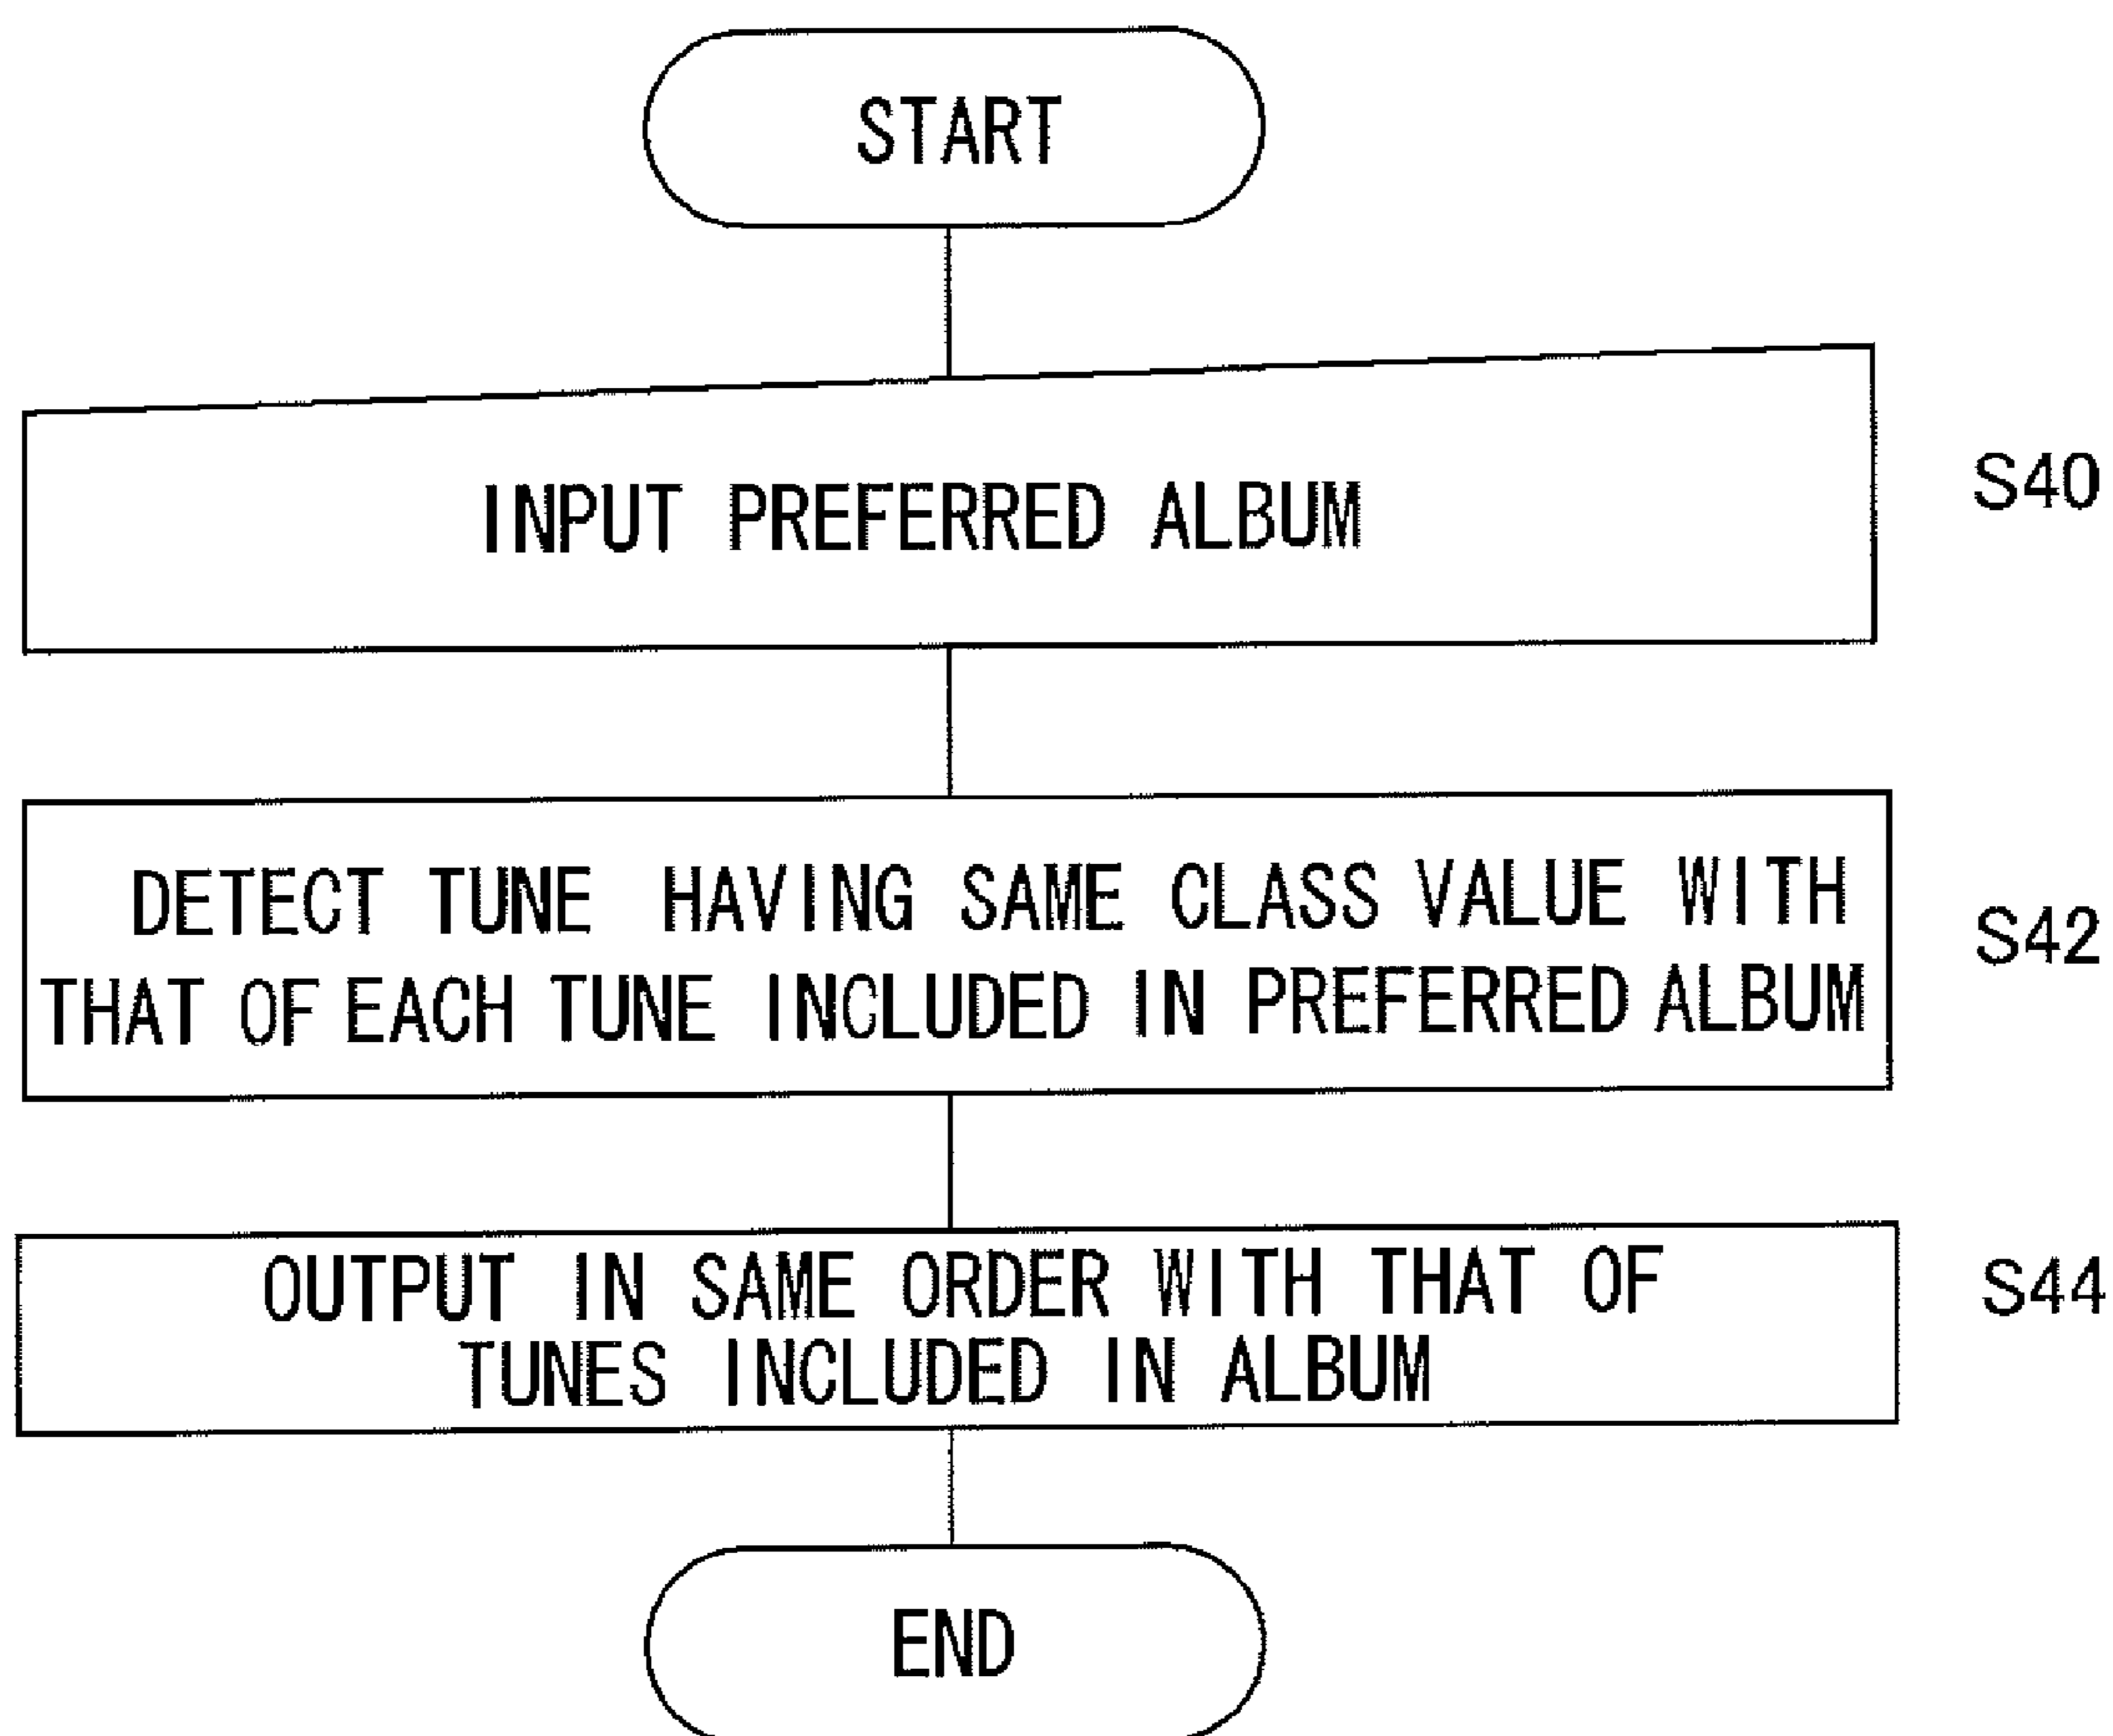 START
INPUT PREFERRED ALBUM
S40
DETECT TUNE HAVING SAME CLASS VALUE WITH
THAT OF EACH TUNE INCLUDED IN PREFERRED ALBUM
S42
OUTPUT IN SAME ORDER WITH THAT OF
TUNES INCLUDED IN ALBUM
S44
END